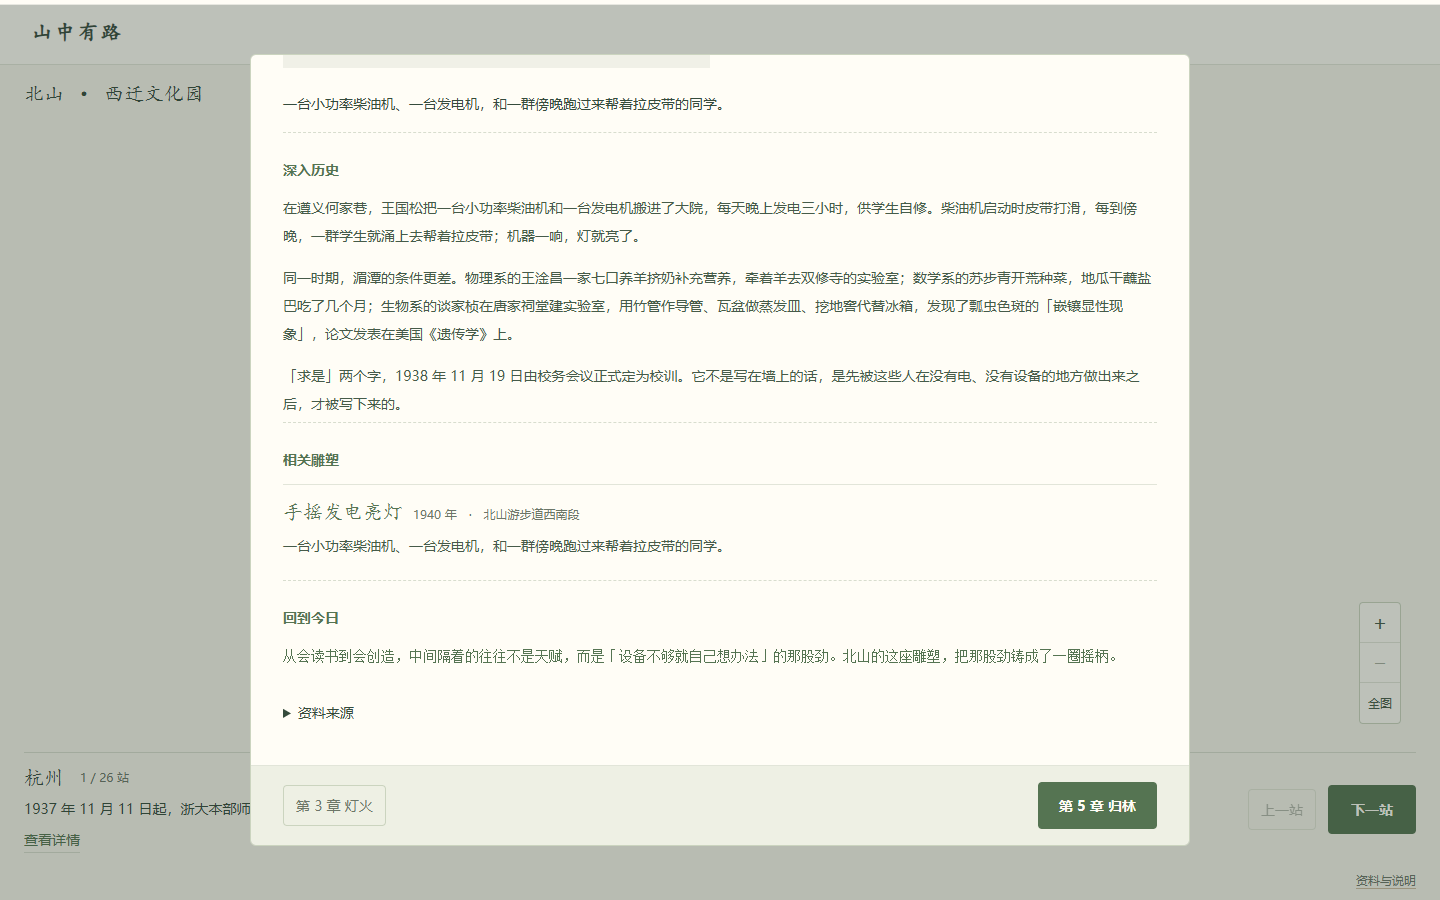 山中有路
北山 • 西迁文化园
一台小功率柴油机、一台发电机，和一群傍晚跑过来帮着拉皮带的同学。
深入历史
在遵义何家巷，王国松把一台小功率柴油机和一台发电机搬进了大院，每天晚上发电三小时，供学生自修。柴油机启动时皮带打滑，每到傍
晚，一群学生就涌上去帮着拉皮带；机器一响，灯就亮了。
同一时期，湄潭的条件更差。物理系的王淦昌一家七口养羊挤奶补充营养，牵着羊去双修寺的实验室；数学系的苏步青开荒种菜，地瓜干蘸盐
巴吃了几个月；生物系的谈家桢在唐家祠堂建实验室，用竹管作导管、瓦盆做蒸发皿、挖地窖代替冰箱，发现了瓢虫色斑的「嵌镶显性现
象」，论文发表在美国《遗传学》上。
「求是」两个字，1938 年 11 月 19 日由校务会议正式定为校训。它不是写在墙上的话，是先被这些人在没有电、没有设备的地方做出来之
后，才被写下来的。
相关雕塑
手摇发电亮灯 1940 年 · 北山游步道西南段
一台小功率柴油机、一台发电机，和一群傍晚跑过来帮着拉皮带的同学。
回到今日
从会读书到会创造，中间隔着的往往不是天赋，而是「设备不够就自己想办法」的那股劲。北山的这座雕塑，把那股劲铸成了一圈摇柄。
▶ 资料来源
第 3 章 灯火
第 5 章 归林
+
−
全图
杭州 1 / 26 站
1937 年 11 月 11 日起，浙大本部师
查看详情
上一站
下一站
资料与说明